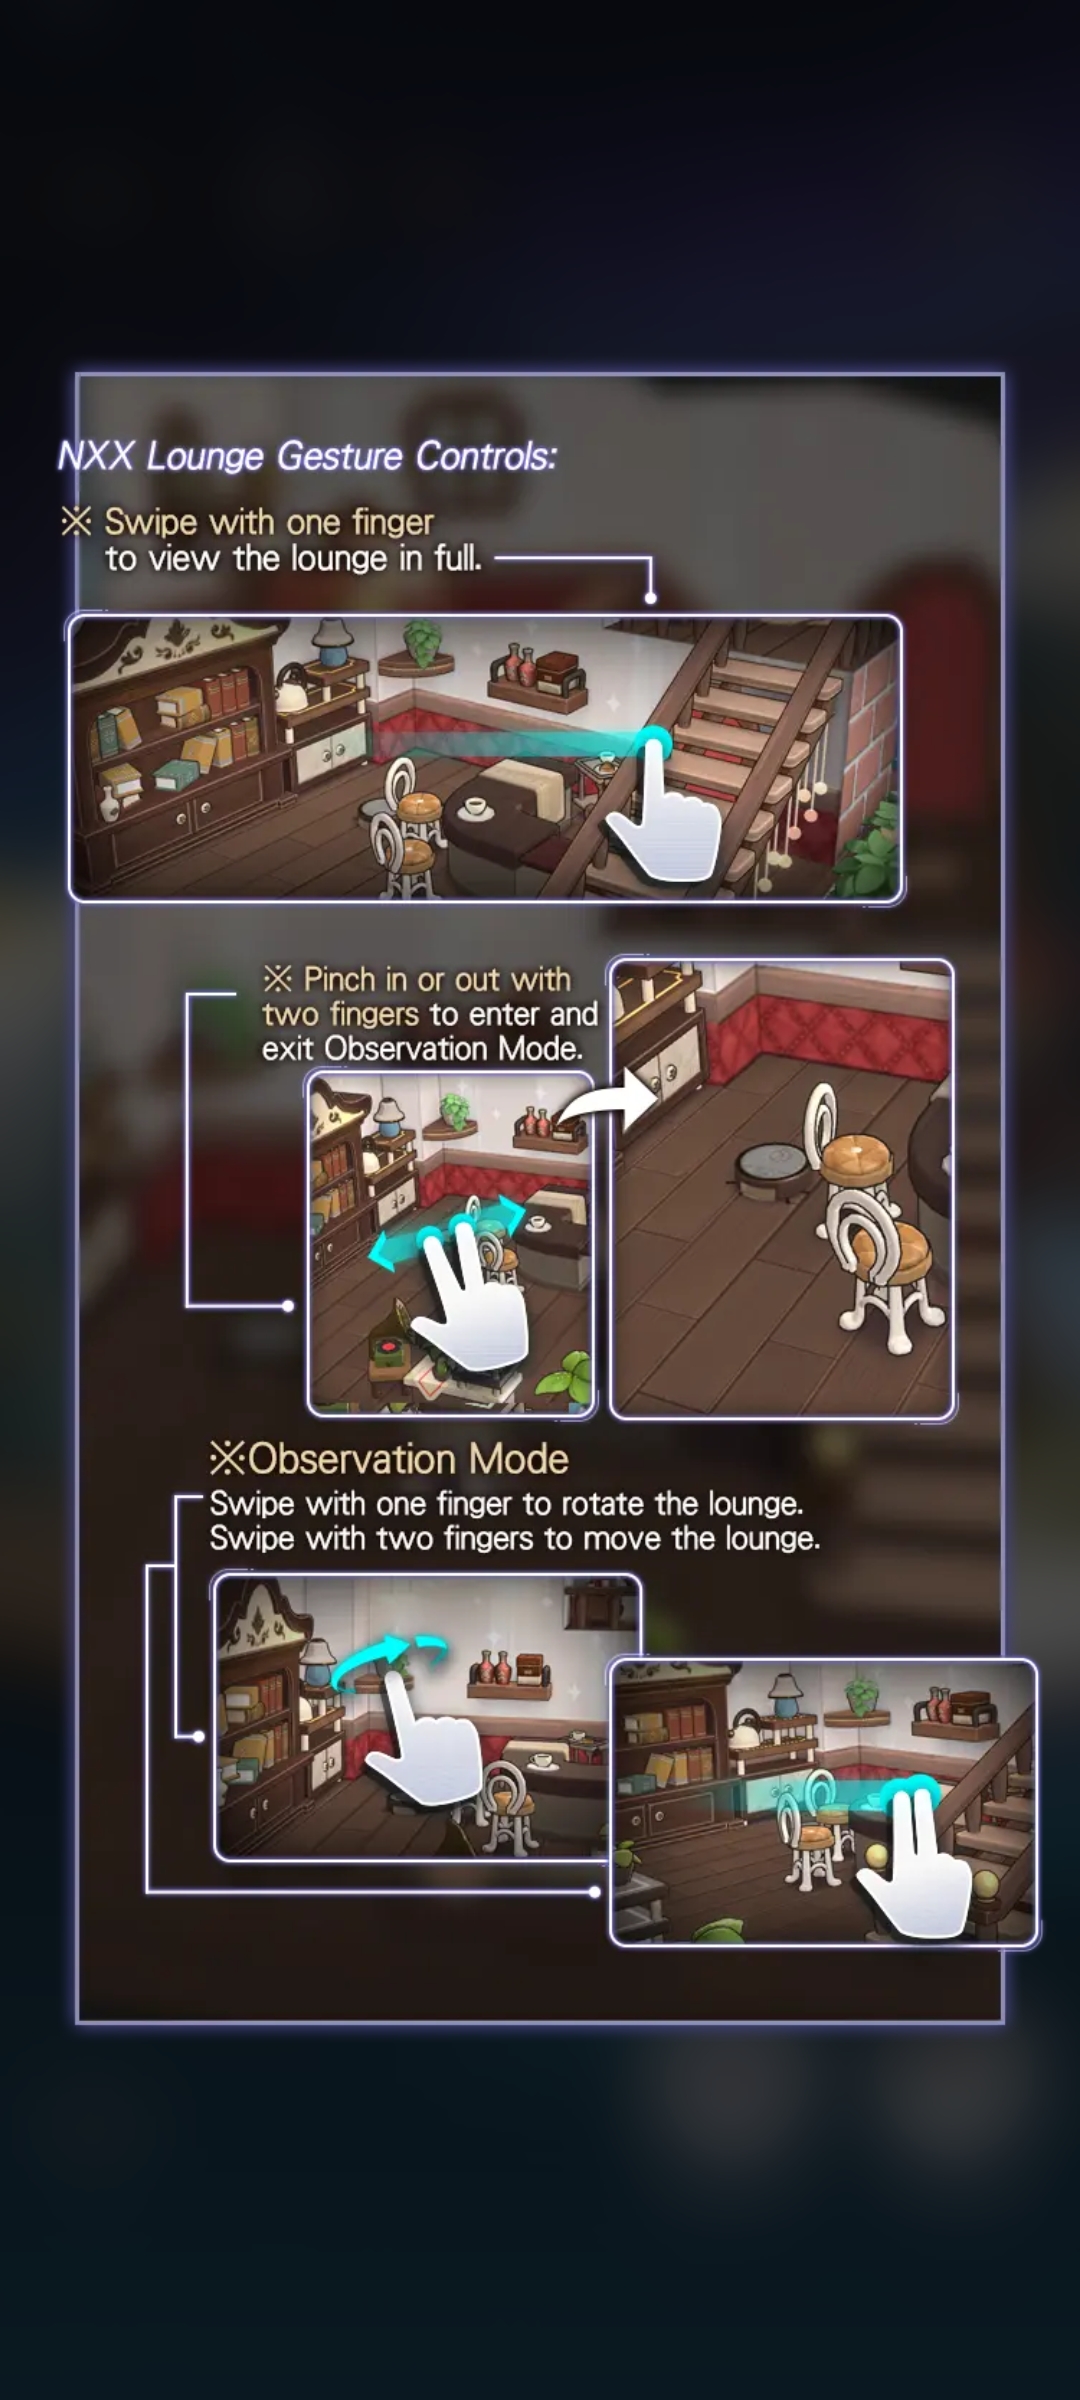 NXX Lounge Gesture Controls:
※ Swipe with one finger
to view the lounge in full.
※ Pinch in or out with
two fingers to enter and
exit Observation Mode.
※Observation Mode
Swipe with one finger to rotate the lounge.
Swipe with two fingers to move the lounge.